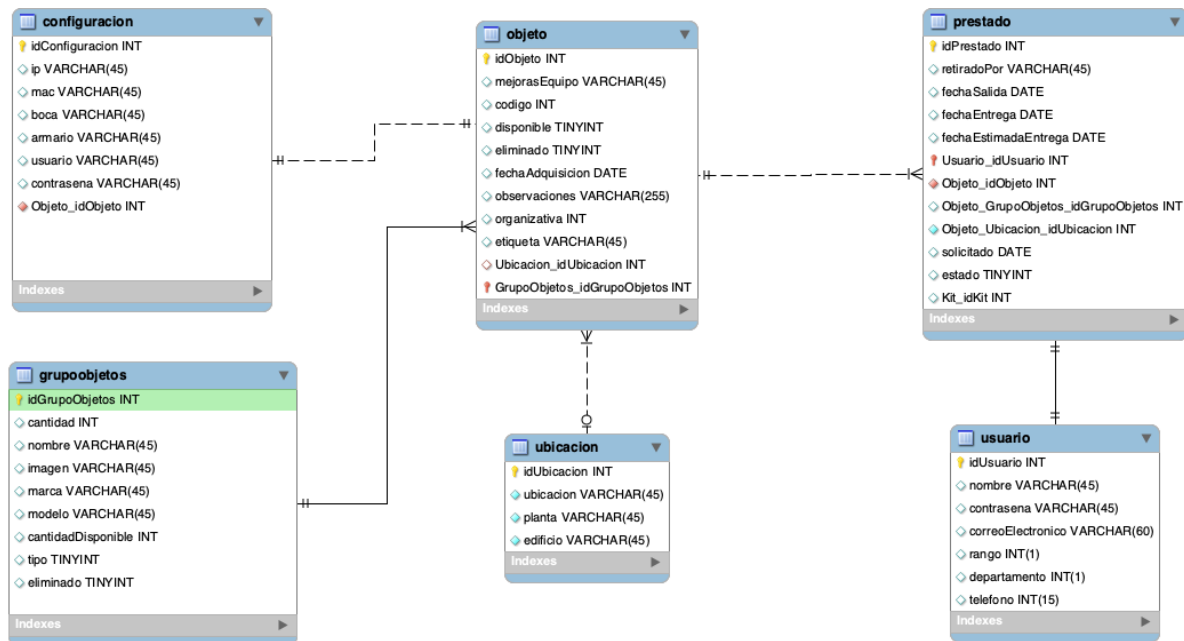 configuracion
idConfiguracion INT
ip VARCHAR(45)
mac VARCHAR(45)
boca VARCHAR(45)
armario VARCHAR(45)
usuario VARCHAR(45)
contrasena VARCHAR(45)
Objeto_idObjeto INT
Indexes
objeto
idObjeto INT
mejorasEquipo VARCHAR(45)
codigo INT
disponible TINYINT
eliminado TINYINT
fechaAdquisicion DATE
observaciones VARCHAR(255)
organizativa INT
etiqueta VARCHAR(45)
Ubicacion_idUbicacion INT
GrupoObjetos_idGrupoObjetos INT
Indexes
prestado
idPrestado INT
retiradoPor VARCHAR(45)
fechaSalida DATE
fechaEntrega DATE
fechaEstimadaEntrega DATE
Usuario_idUsuario INT
Objeto_idObjeto INT
Objeto_GrupoObjetos_idGrupoObjetos INT
Objeto_Ubicacion_idUbicacion INT
solicitado DATE
estado TINYINT
Kit_idKit INT
Indexes
grupoobjetos
idGrupoObjetos INT
cantidad INT
nombre VARCHAR(45)
imagen VARCHAR(45)
marca VARCHAR(45)
modelo VARCHAR(45)
cantidadDisponible INT
tipo TINYINT
eliminado TINYINT
Indexes
ubicacion
idUbicacion INT
ubicacion VARCHAR(45)
planta VARCHAR(45)
edificio VARCHAR(45)
Indexes
usuario
idUsuario INT
nombre VARCHAR(45)
contrasena VARCHAR(45)
correoElectronico VARCHAR(60)
rango INT(1)
departamento INT(1)
telefono INT(15)
Indexes